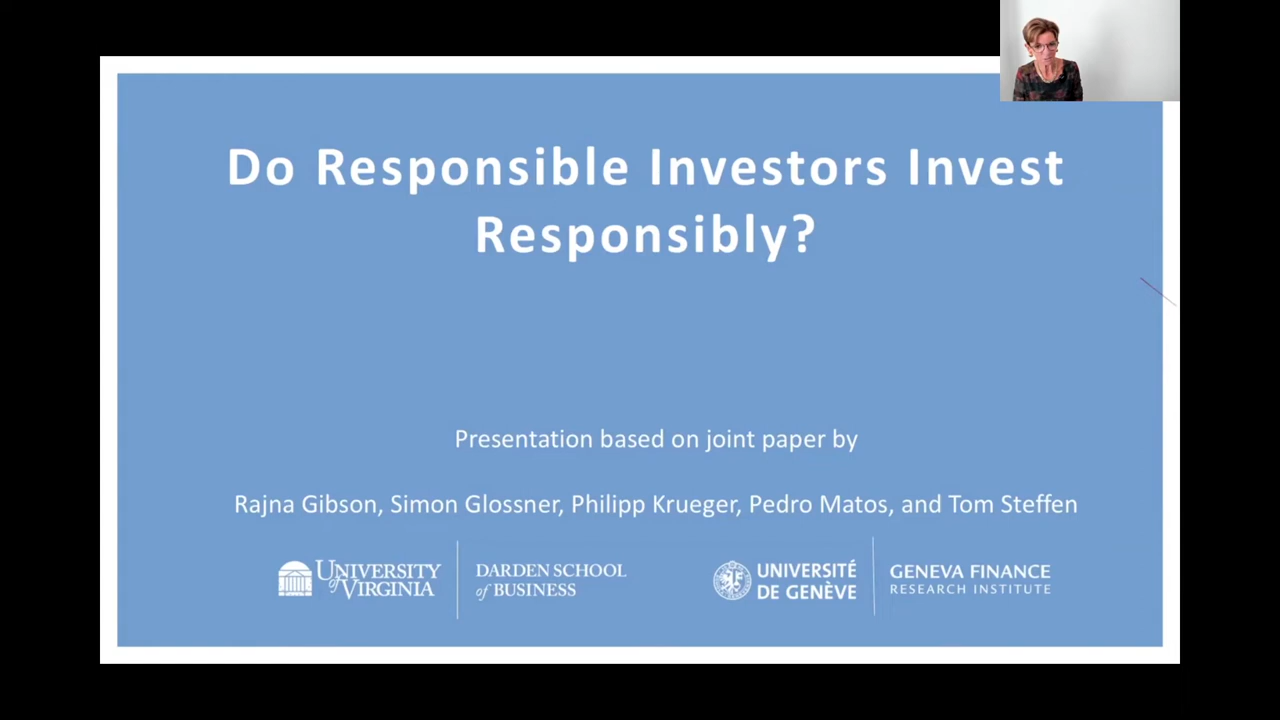 Do Responsible Investors Invest
Responsibly?
Presentation based on joint paper by
Rajna Gibson, Simon Glossner, Philipp Krueger, Pedro Matos, and Tom Steffen
UNIVERSITY
of VIRGINIA
DARDEN SCHOOL
of BUSINESS
UNIVERSITÉ
DE GENÈVE
GENEVA FINANCE
RESEARCH INSTITUTE